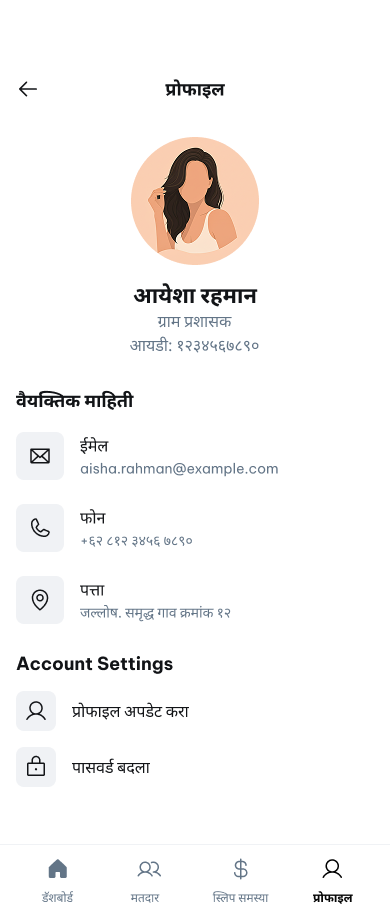 प्रोफाइल
आयेशा रहमान
ग्राम प्रशासक
आयडी: १२३४५६७८९०
वैयक्तिक माहिती
ईमेल
aisha.rahman@example.com
फोन
+६२ ८१२ ३४५६ ७८९०
पत्ता
जल्लोष. समृद्ध गाव क्रमांक १२
Account Settings
प्रोफाइल अपडेट करा
पासवर्ड बदला
डॅशबोर्ड
मतदार
स्लिप समस्या
प्रोफाइल